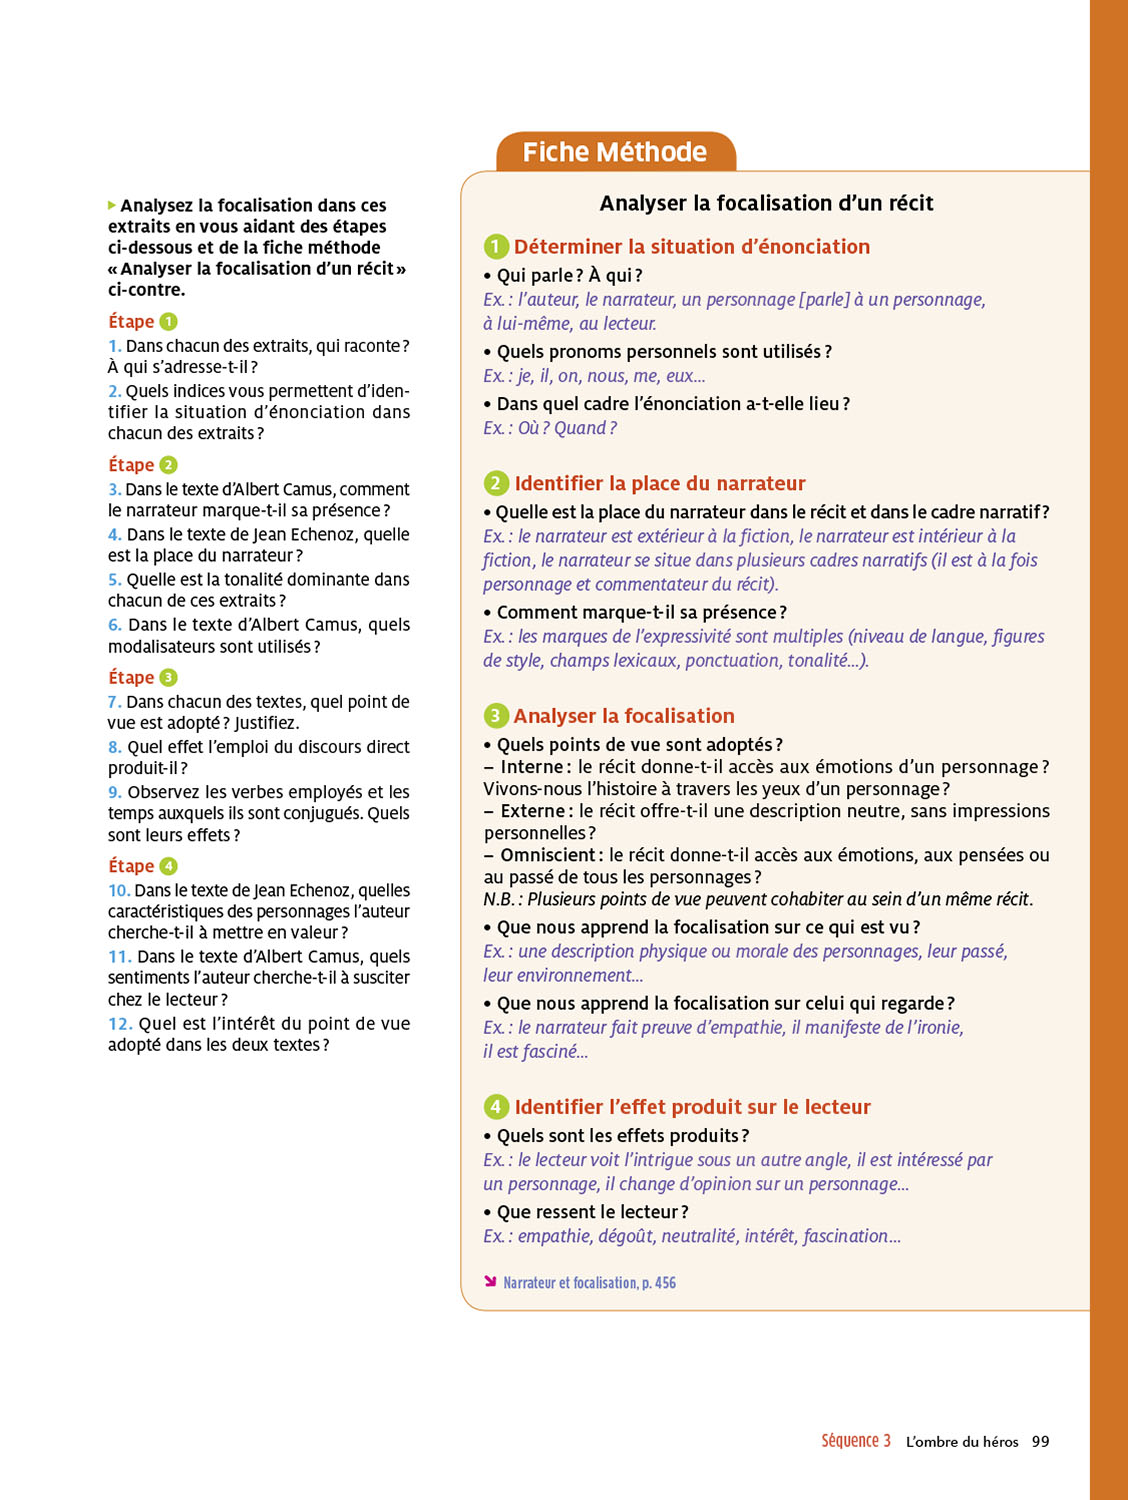 ▸ Analysez la focalisation dans ces
extraits en vous aidant des étapes
ci-dessous et de la fiche méthode
« Analyser la focalisation d’un récit »
ci-contre.
Étape 1
1. Dans chacun des extraits, qui raconte ?
À qui s’adresse-t-il ?
2. Quels indices vous permettent d’iden-
tifier la situation d’énonciation dans
chacun des extraits ?
Étape 2
3. Dans le texte d’Albert Camus, comment
le narrateur marque-t-il sa présence ?
4. Dans le texte de Jean Echenoz, quelle
est la place du narrateur ?
5. Quelle est la tonalité dominante dans
chacun de ces extraits ?
6. Dans le texte d’Albert Camus, quels
modalisateurs sont utilisés ?
Étape 3
7. Dans chacun des textes, quel point de
vue est adopté ? Justifiez.
8. Quel effet l’emploi du discours direct
produit-il ?
9. Observez les verbes employés et les
temps auxquels ils sont conjugués. Quels
sont leurs effets ?
Étape 4
10. Dans le texte de Jean Echenoz, quelles
caractéristiques des personnages l’auteur
cherche-t-il à mettre en valeur ?
11. Dans le texte d’Albert Camus, quels
sentiments l’auteur cherche-t-il à susciter
chez le lecteur ?
12. Quel est l’intérêt du point de vue
adopté dans les deux textes ?
Fiche Méthode
Analyser la focalisation d’un récit
1 Déterminer la situation d’énonciation
• Qui parle ? À qui ?
Ex. : l’auteur, le narrateur, un personnage [parle] à un personnage,
à lui-même, au lecteur.
• Quels pronoms personnels sont utilisés ?
Ex. : je, il, on, nous, me, eux…
• Dans quel cadre l’énonciation a-t-elle lieu ?
Ex. : Où ? Quand ?
2 Identifier la place du narrateur
• Quelle est la place du narrateur dans le récit et dans le cadre narratif ?
Ex. : le narrateur est extérieur à la fiction, le narrateur est intérieur à la
fiction, le narrateur se situe dans plusieurs cadres narratifs (il est à la fois
personnage et commentateur du récit).
• Comment marque-t-il sa présence ?
Ex. : les marques de l’expressivité sont multiples (niveau de langue, figures
de style, champs lexicaux, ponctuation, tonalité…).
3 Analyser la focalisation
• Quels points de vue sont adoptés ?
– Interne : le récit donne-t-il accès aux émotions d’un personnage ?
Vivons-nous l’histoire à travers les yeux d’un personnage ?
– Externe : le récit offre-t-il une description neutre, sans impressions
personnelles ?
– Omniscient : le récit donne-t-il accès aux émotions, aux pensées ou
au passé de tous les personnages ?
N.B. : Plusieurs points de vue peuvent cohabiter au sein d’un même récit.
• Que nous apprend la focalisation sur ce qui est vu ?
Ex. : une description physique ou morale des personnages, leur passé,
leur environnement…
• Que nous apprend la focalisation sur celui qui regarde ?
Ex. : le narrateur fait preuve d’empathie, il manifeste de l’ironie,
il est fasciné…
4 Identifier l’effet produit sur le lecteur
• Quels sont les effets produits ?
Ex. : le lecteur voit l’intrigue sous un autre angle, il est intéressé par
un personnage, il change d’opinion sur un personnage…
• Que ressent le lecteur ?
Ex. : empathie, dégoût, neutralité, intérêt, fascination…
➘ Narrateur et focalisation, p. 456
Séquence 3 L’ombre du héros 99